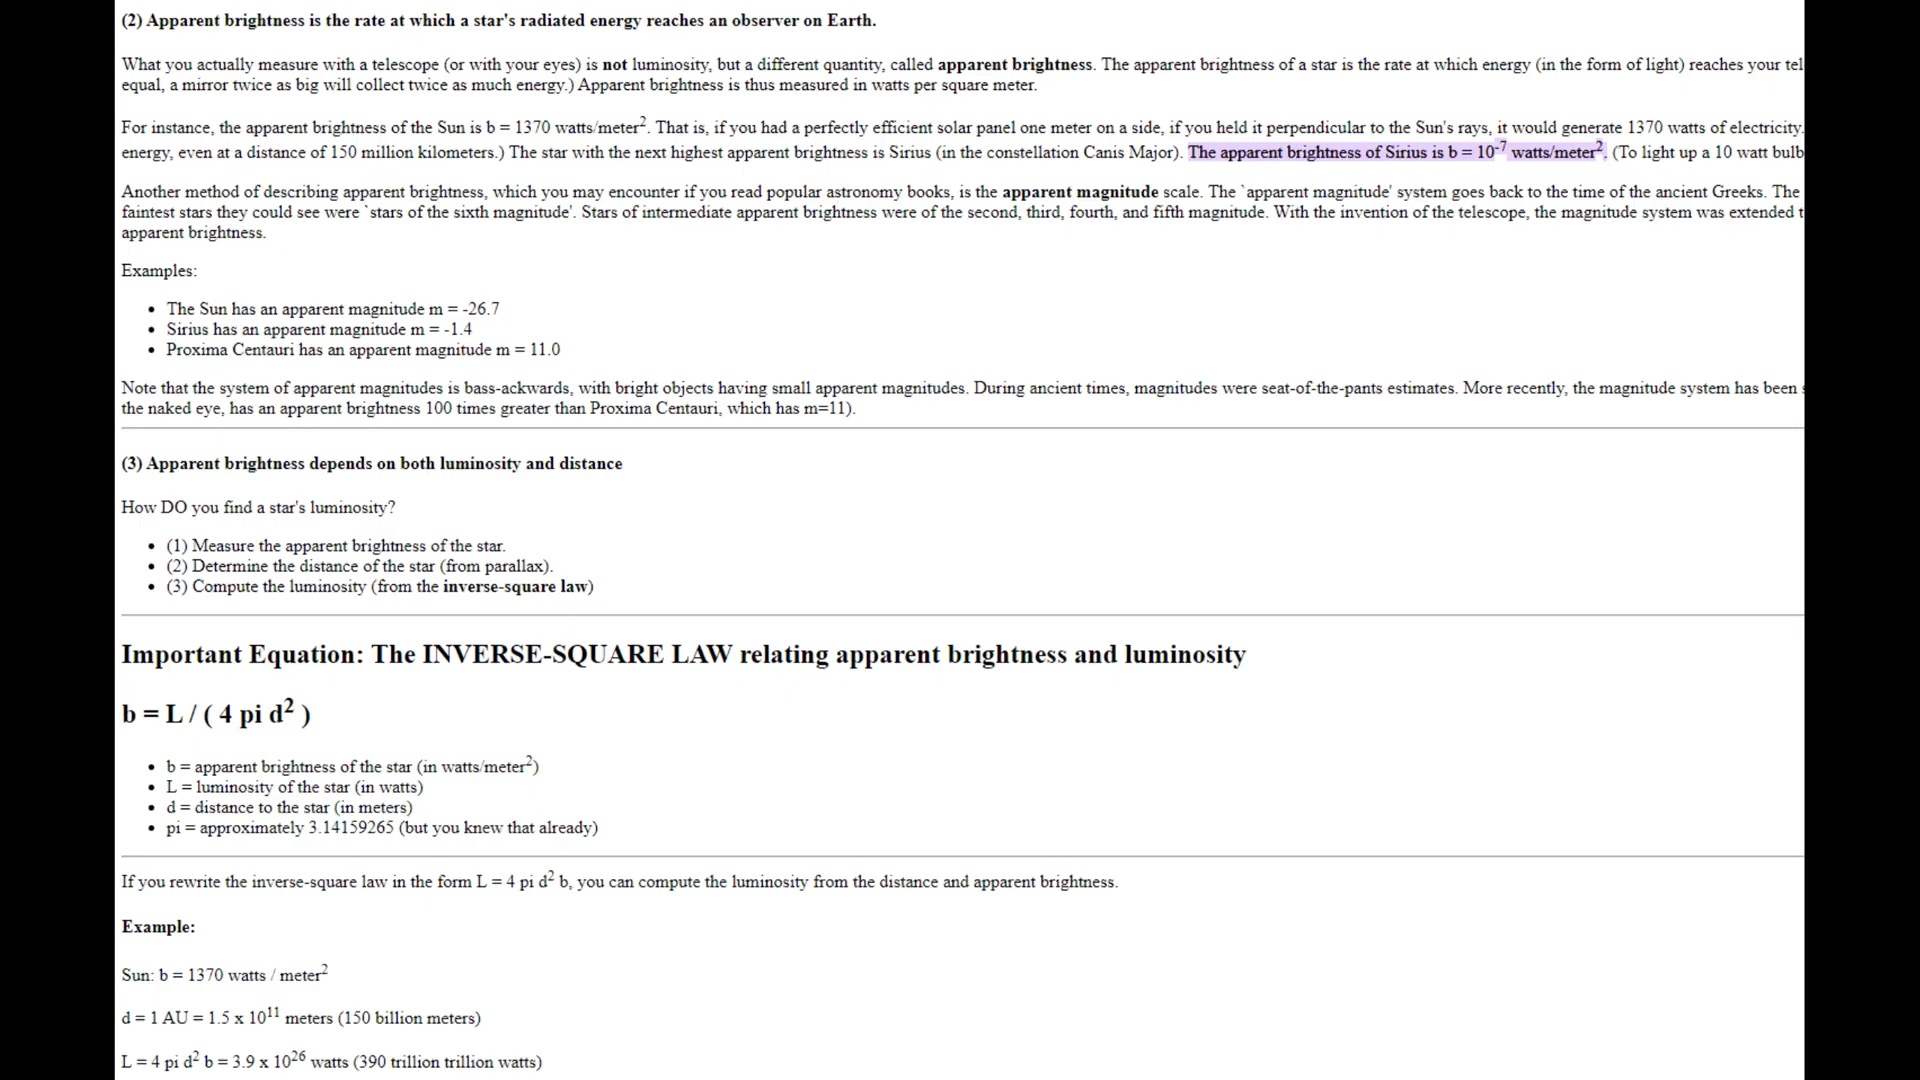 (2) Apparent brightness is the rate at which a star's radiated energy reaches an observer on Earth.
What you actually measure with a telescope (or with your eyes) is not luminosity, but a different quantity, called apparent brightness. The apparent brightness of a star is the rate at which energy (in the form of light) reaches your tel
equal, a mirror twice as big will collect twice as much energy.) Apparent brightness is thus measured in watts per square meter.
For instance, the apparent brightness of the Sun is b = 1370 watts/meter². That is, if you had a perfectly efficient solar panel one meter on a side, if you held it perpendicular to the Sun's rays, it would generate 1370 watts of electricity.
energy, even at a distance of 150 million kilometers.) The star with the next highest apparent brightness is Sirius (in the constellation Canis Major). The apparent brightness of Sirius is b = 10⁻⁷ watts/meter². (To light up a 10 watt bulb
Another method of describing apparent brightness, which you may encounter if you read popular astronomy books, is the apparent magnitude scale. The `apparent magnitude' system goes back to the time of the ancient Greeks. The
faintest stars they could see were `stars of the sixth magnitude'. Stars of intermediate apparent brightness were of the second, third, fourth, and fifth magnitude. With the invention of the telescope, the magnitude system was extended t
apparent brightness.
Examples:
• The Sun has an apparent magnitude m = -26.7
• Sirius has an apparent magnitude m = -1.4
• Proxima Centauri has an apparent magnitude m = 11.0
Note that the system of apparent magnitudes is bass-ackwards, with bright objects having small apparent magnitudes. During ancient times, magnitudes were seat-of-the-pants estimates. More recently, the magnitude system has been
the naked eye, has an apparent brightness 100 times greater than Proxima Centauri, which has m=11).
(3) Apparent brightness depends on both luminosity and distance
How DO you find a star's luminosity?
• (1) Measure the apparent brightness of the star.
• (2) Determine the distance of the star (from parallax).
• (3) Compute the luminosity (from the inverse-square law)
Important Equation: The INVERSE-SQUARE LAW relating apparent brightness and luminosity
b = L / ( 4 pi d² )
• b = apparent brightness of the star (in watts/meter²)
• L = luminosity of the star (in watts)
• d = distance to the star (in meters)
• pi = approximately 3.14159265 (but you knew that already)
If you rewrite the inverse-square law in the form L = 4 pi d² b, you can compute the luminosity from the distance and apparent brightness.
Example:
Sun: b = 1370 watts / meter²
d = 1 AU = 1.5 x 10¹¹ meters (150 billion meters)
L = 4 pi d² b = 3.9 x 10²⁶ watts (390 trillion trillion watts)